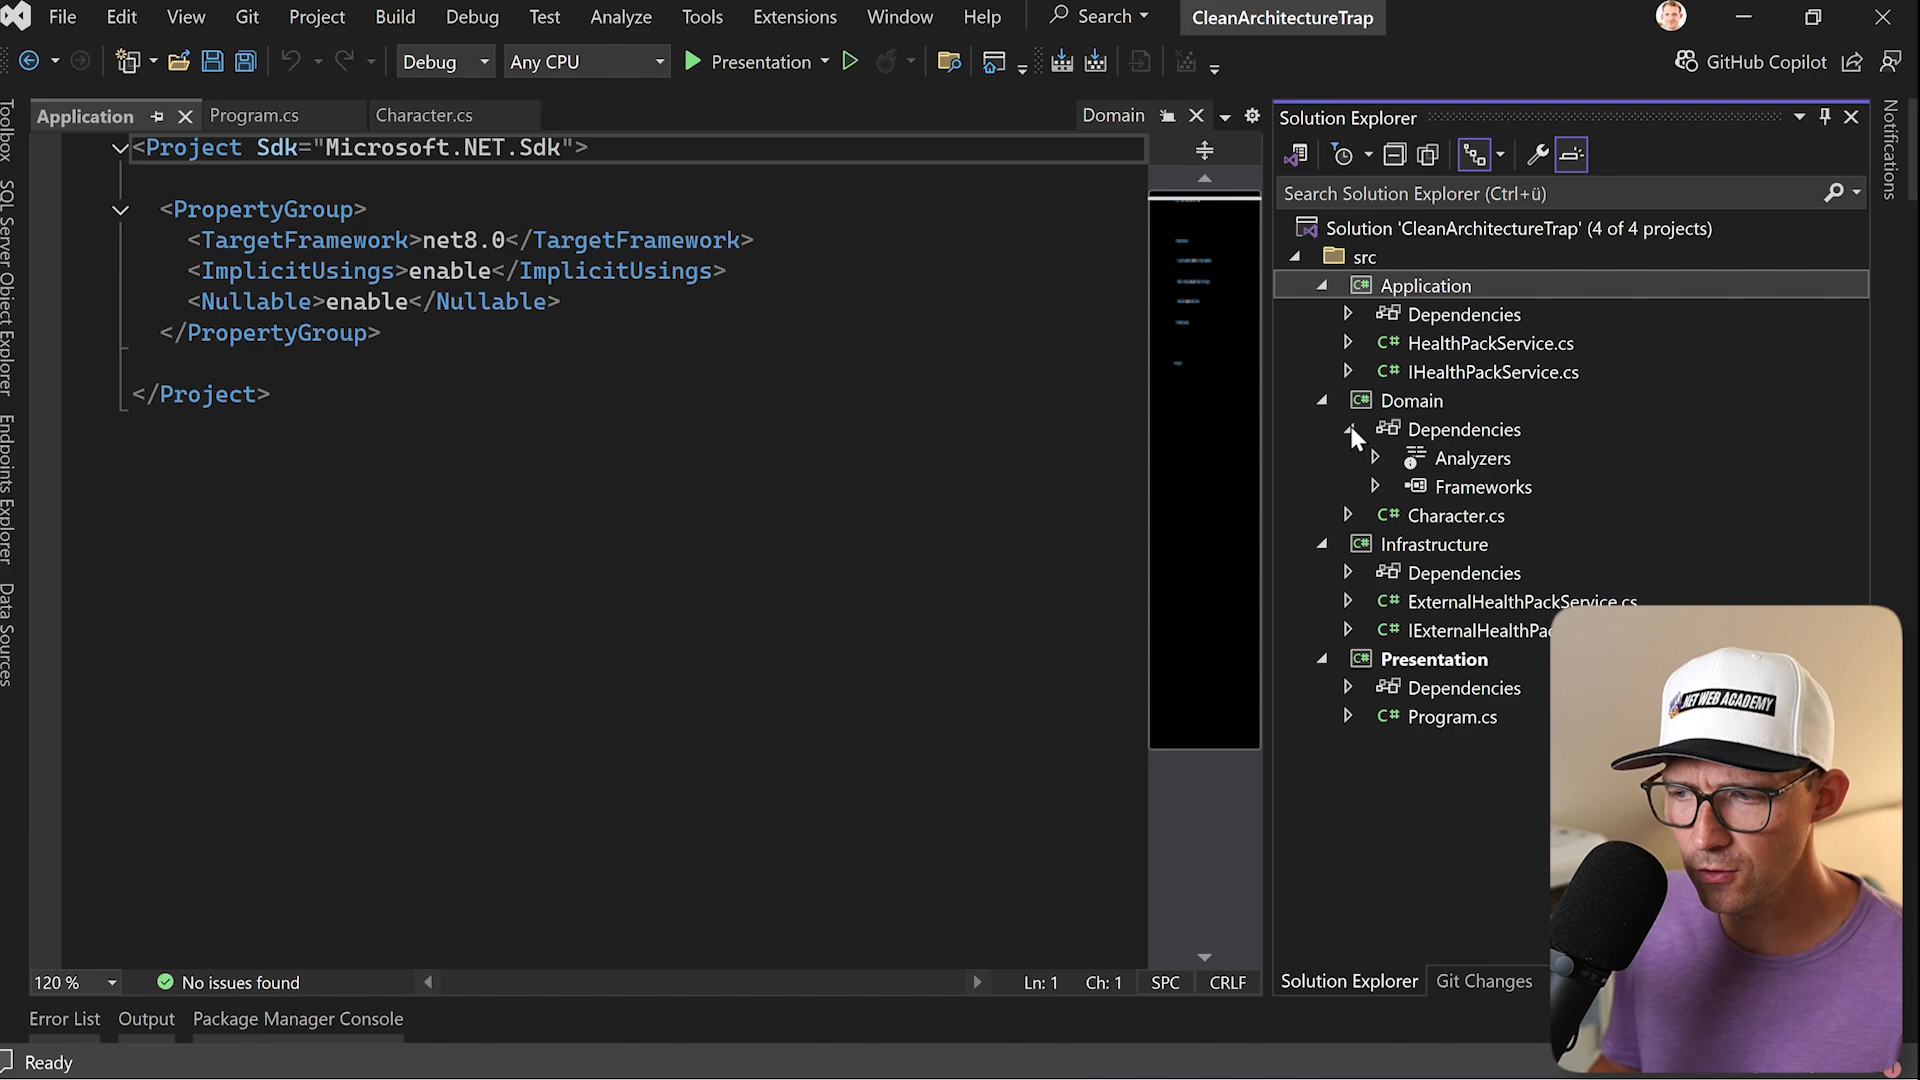 File Edit View Git Project Build Debug Test Analyze Tools Extensions Window Help Search CleanArchitectureTrap
Debug Any CPU Presentation GitHub Copilot
Application Program.cs Character.cs Domain
<Project Sdk="Microsoft.NET.Sdk">
<PropertyGroup>
<TargetFramework>net8.0</TargetFramework>
<ImplicitUsings>enable</ImplicitUsings>
<Nullable>enable</Nullable>
</PropertyGroup>
</Project>
Toolbox
SQL Server Object Explorer
Endpoints Explorer
Data Sources
Solution Explorer
Search Solution Explorer (Ctrl+ü)
Solution 'CleanArchitectureTrap' (4 of 4 projects)
src
C# Application
Dependencies
C# HealthPackService.cs
C# IHealthPackService.cs
C# Domain
Dependencies
Analyzers
Frameworks
C# Character.cs
C# Infrastructure
Dependencies
C# ExternalHealthPackService.cs
C# IExternalHealthPac
C# Presentation
Dependencies
C# Program.cs
Notifications
.NET WEB ACADEMY
120 % No issues found Ln: 1 Ch: 1 SPC CRLF
Solution Explorer Git Changes
Error List Output Package Manager Console
Ready